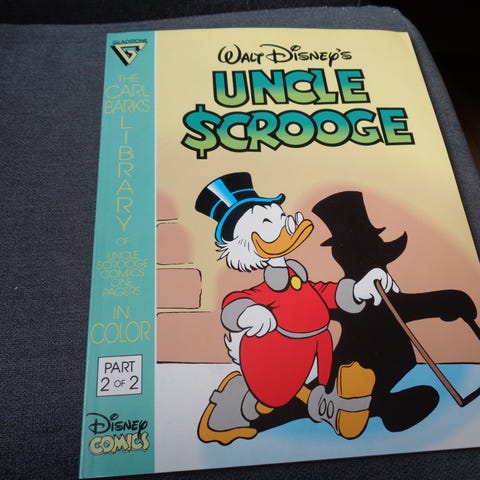 GLADSTONE
THE
CARL
BARKS
LIBRARY
OF
UNCLE
SCROOGE
COMICS
ONE
PAGERS
IN
COLOR
PART
2 OF 2
Disney
COMICS
WALT DISNEY'S
UNCLE
$CROOGE